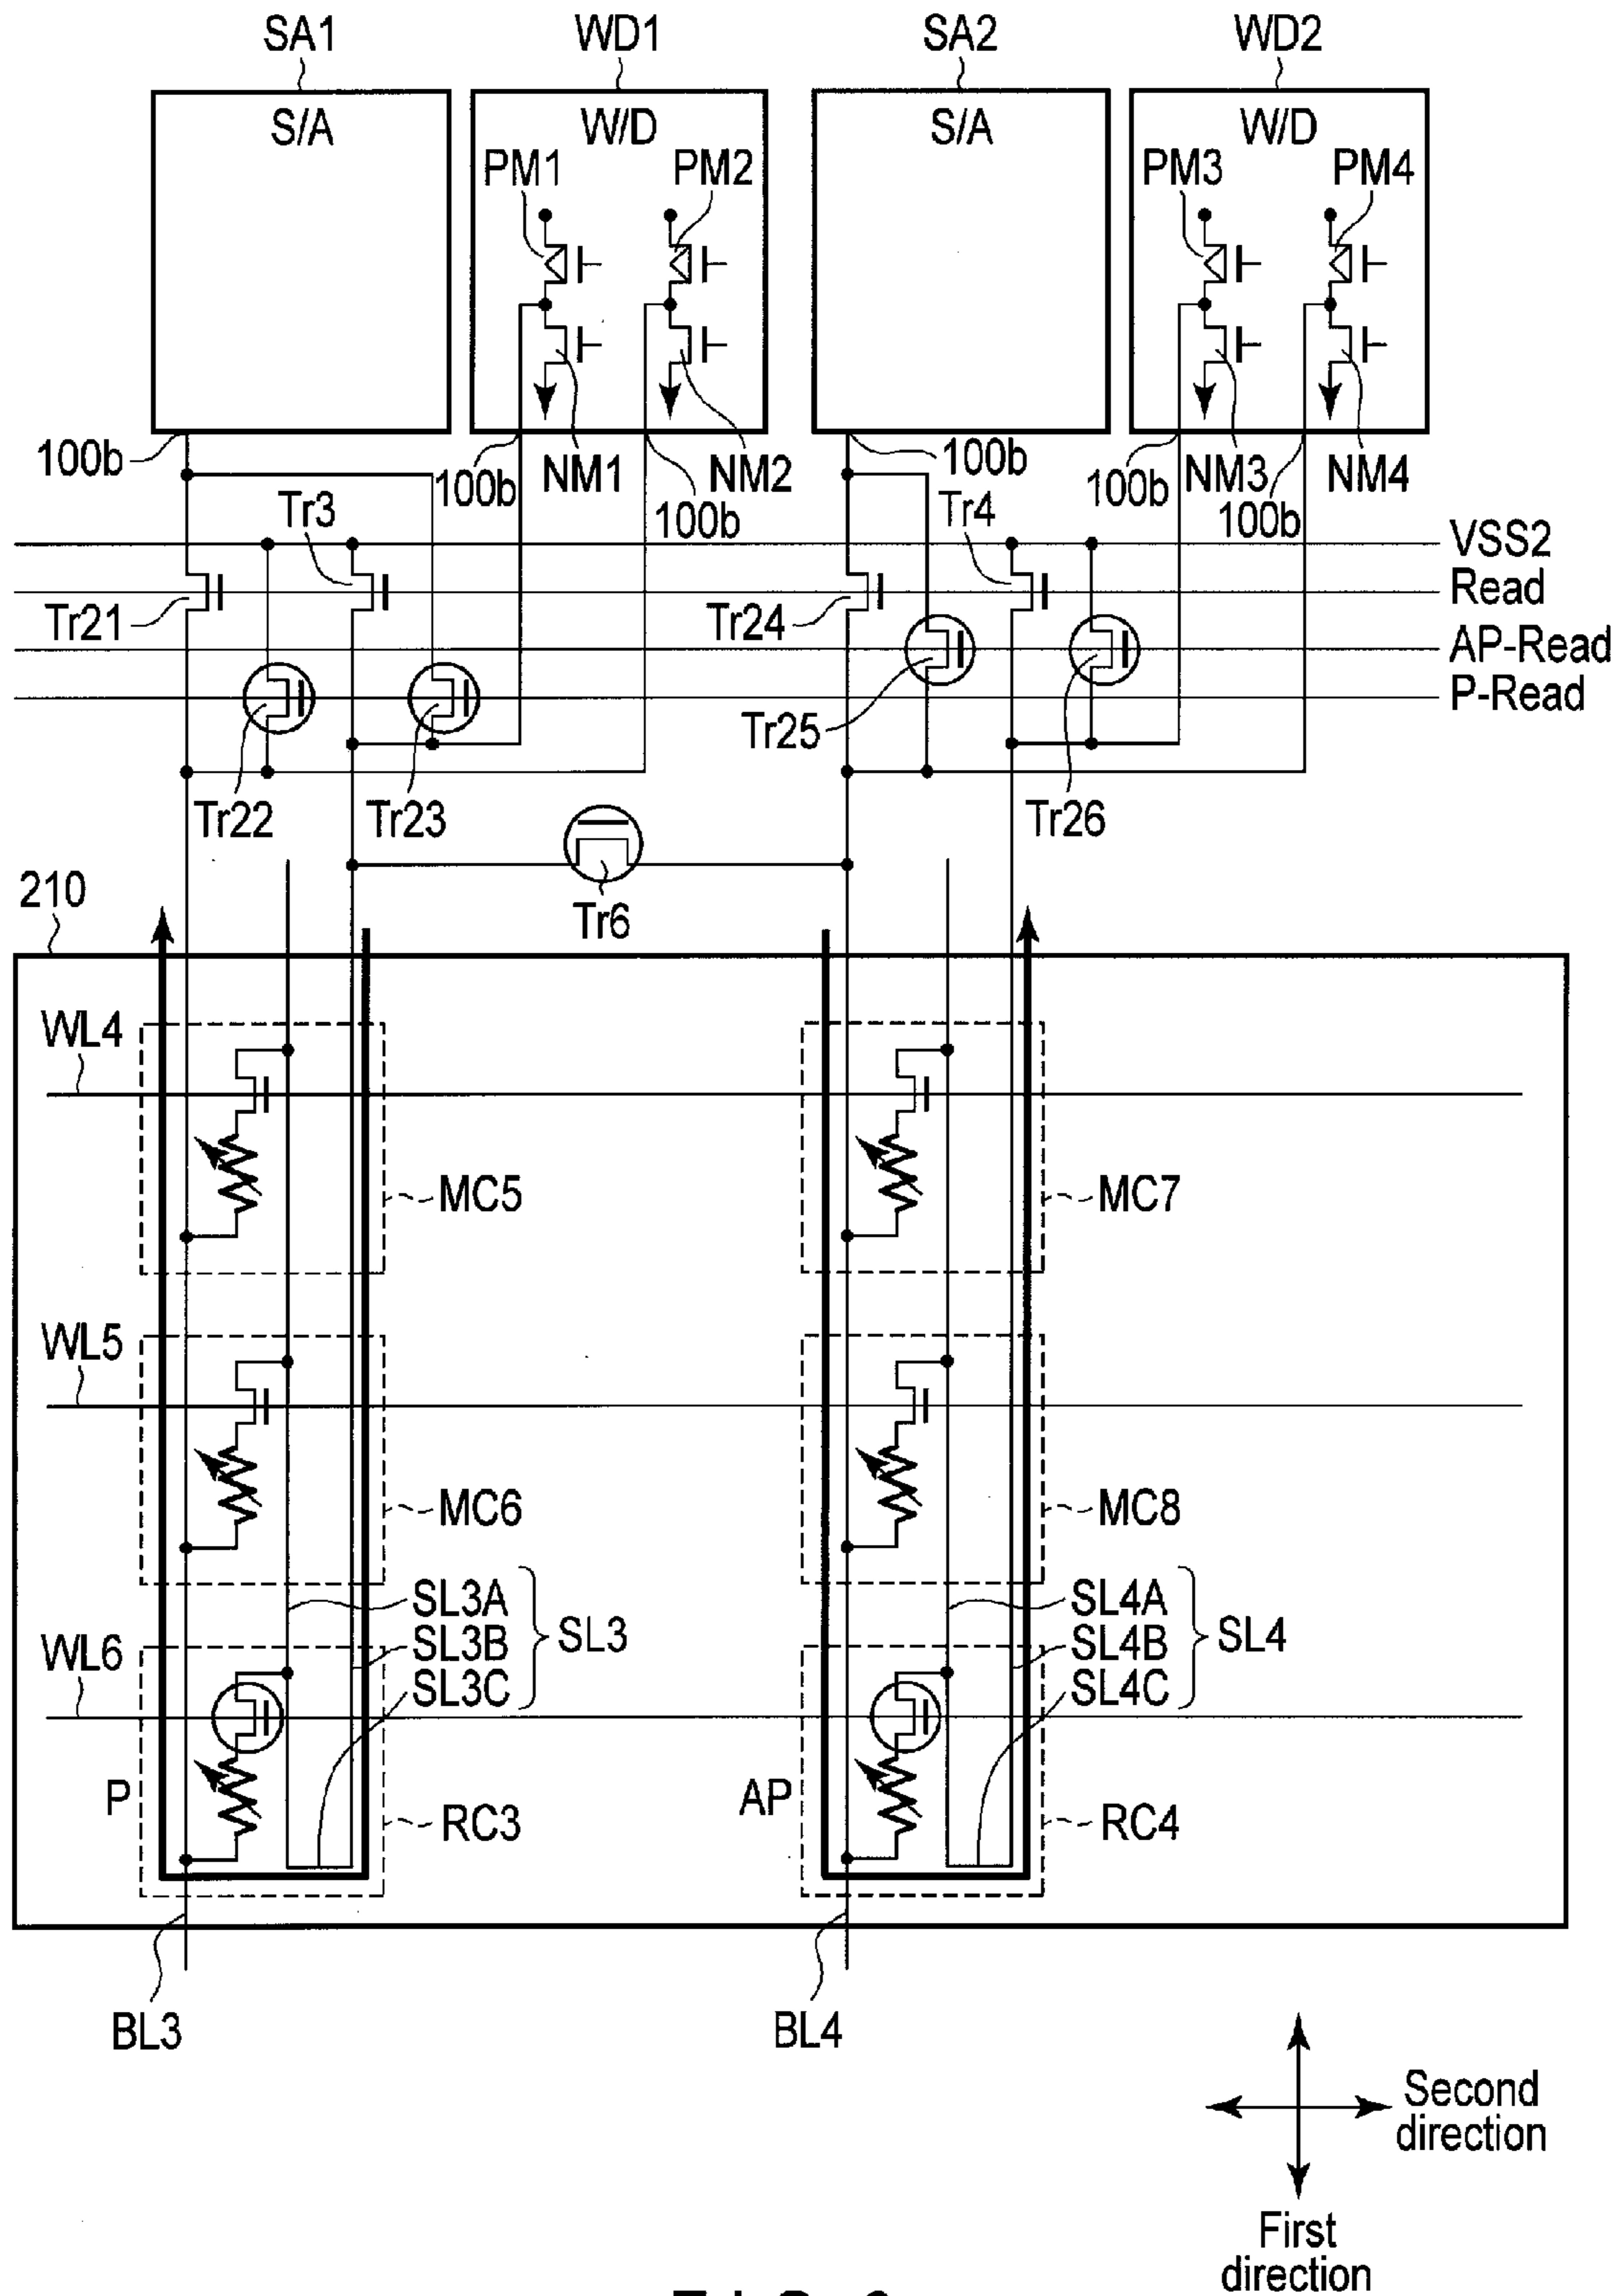 SA1 WD1 SA2 WD2
S/A W/D S/A W/D
PM1 PM2 PM3 PM4
100b 100b NM1 NM2 100b 100b NM3 NM4
100b 100b
Tr3 Tr4
VSS2
Read
Tr21 Tr24
AP-Read
P-Read
Tr25
Tr22 Tr23 Tr26
210
Tr6
WL4
MC5 MC7
WL5
MC6 MC8
SL3A SL4A
SL3 SL4
SL3B SL4B
WL6
SL3C SL4C
P AP
RC3 RC4
BL3 BL4
Second
direction
First
direction